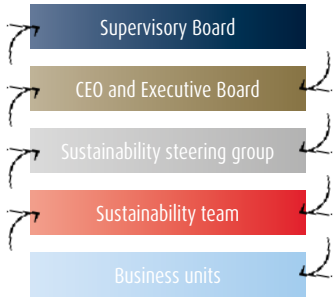 Supervisory Board
CEO and Executive Board
Sustainability steering group
Sustainability team
Business units